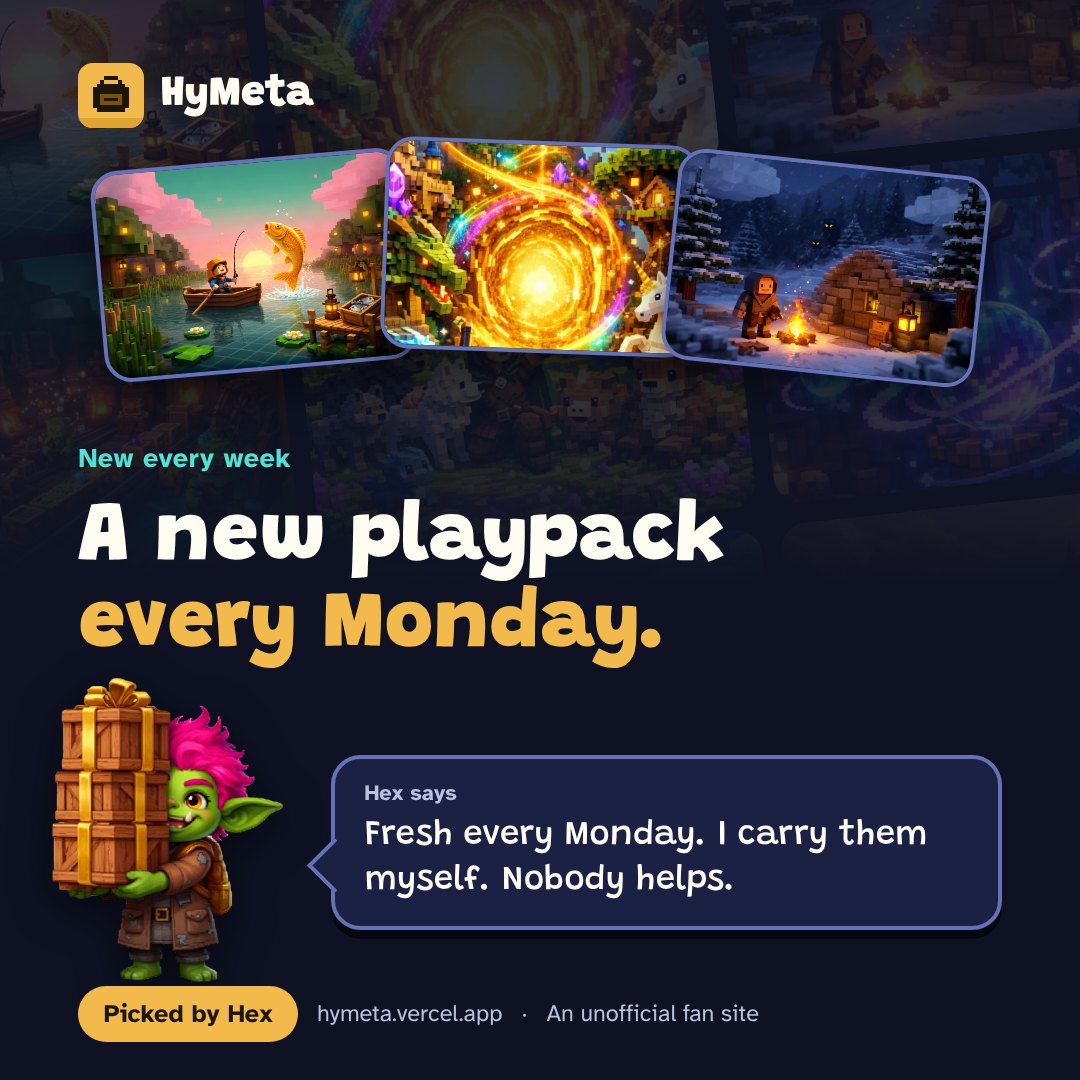 HyMeta
New every week
A new playpack
every Monday.
Hex says
Fresh every Monday. I carry them
myself. Nobody helps.
Picked by Hex
hymeta.vercel.app · An unofficial fan site